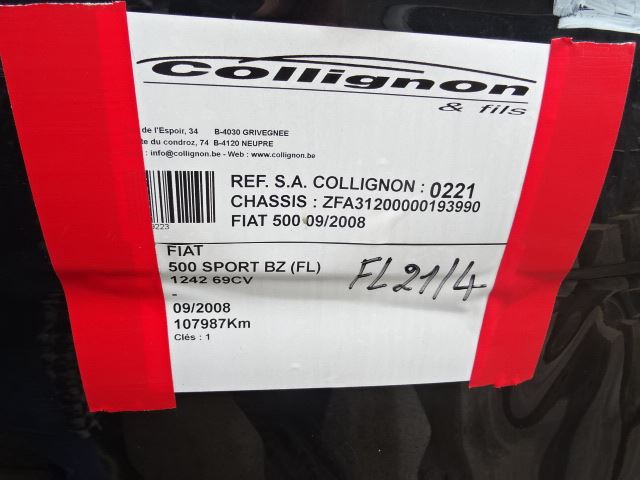 Collignon
& fils
de l'Espoir, 34 B-4030 GRIVEGNEE
du condroz, 74 B-4120 NEUPRE
: info@collignon.be - Web : www.collignon.be
REF. S.A. COLLIGNON : 0221
CHASSIS : ZFA31200000193990
FIAT 500 09/2008
9223
FIAT
500 SPORT BZ (FL)
FL 21/4
1242 69CV
-
09/2008
107987Km
Clés : 1